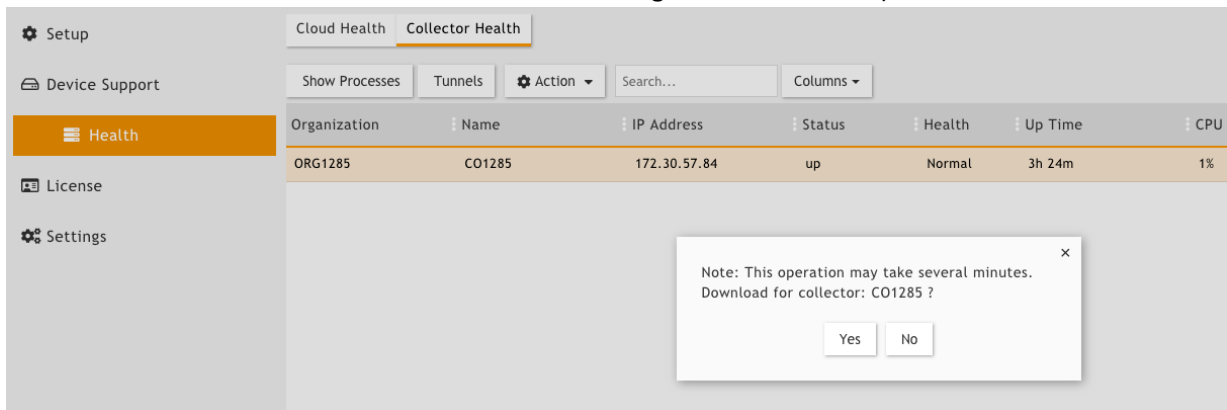 Setup
Device Support
Health
License
Settings
Cloud Health Collector Health
Show Processes Tunnels Action Search... Columns
Organization Name IP Address Status Health Up Time CPU
ORG1285 CO1285 172.30.57.84 up Normal 3h 24m 1%
Note: This operation may take several minutes.
Download for collector: CO1285 ?
Yes No